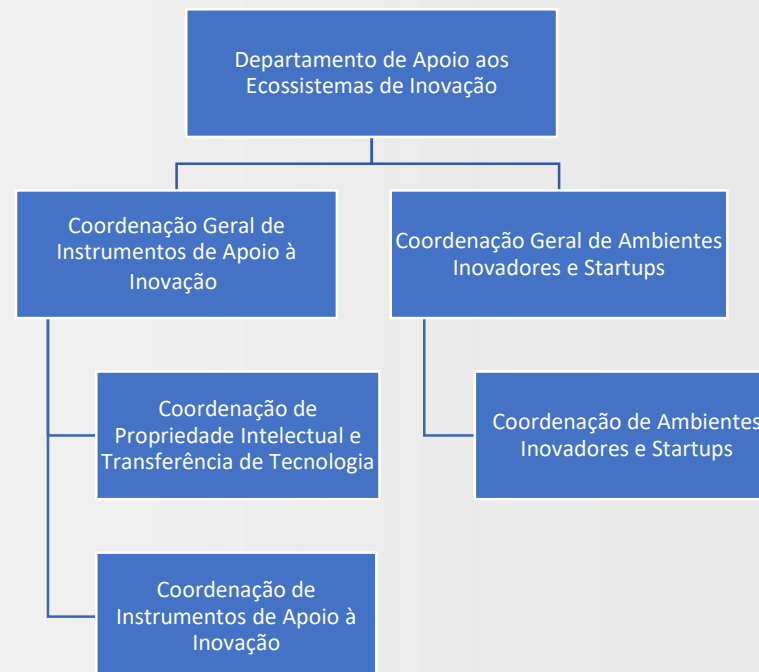 Departamento de Apoio aos
Ecossistemas de Inovação
Coordenação Geral de
Instrumentos de Apoio à
Inovação
Coordenação Geral de Ambientes
Inovadores e Startups
Coordenação de
Propriedade Intelectual e
Transferência de Tecnologia
Coordenação de Ambientes
Inovadores e Startups
Coordenação de
Instrumentos de Apoio à
Inovação